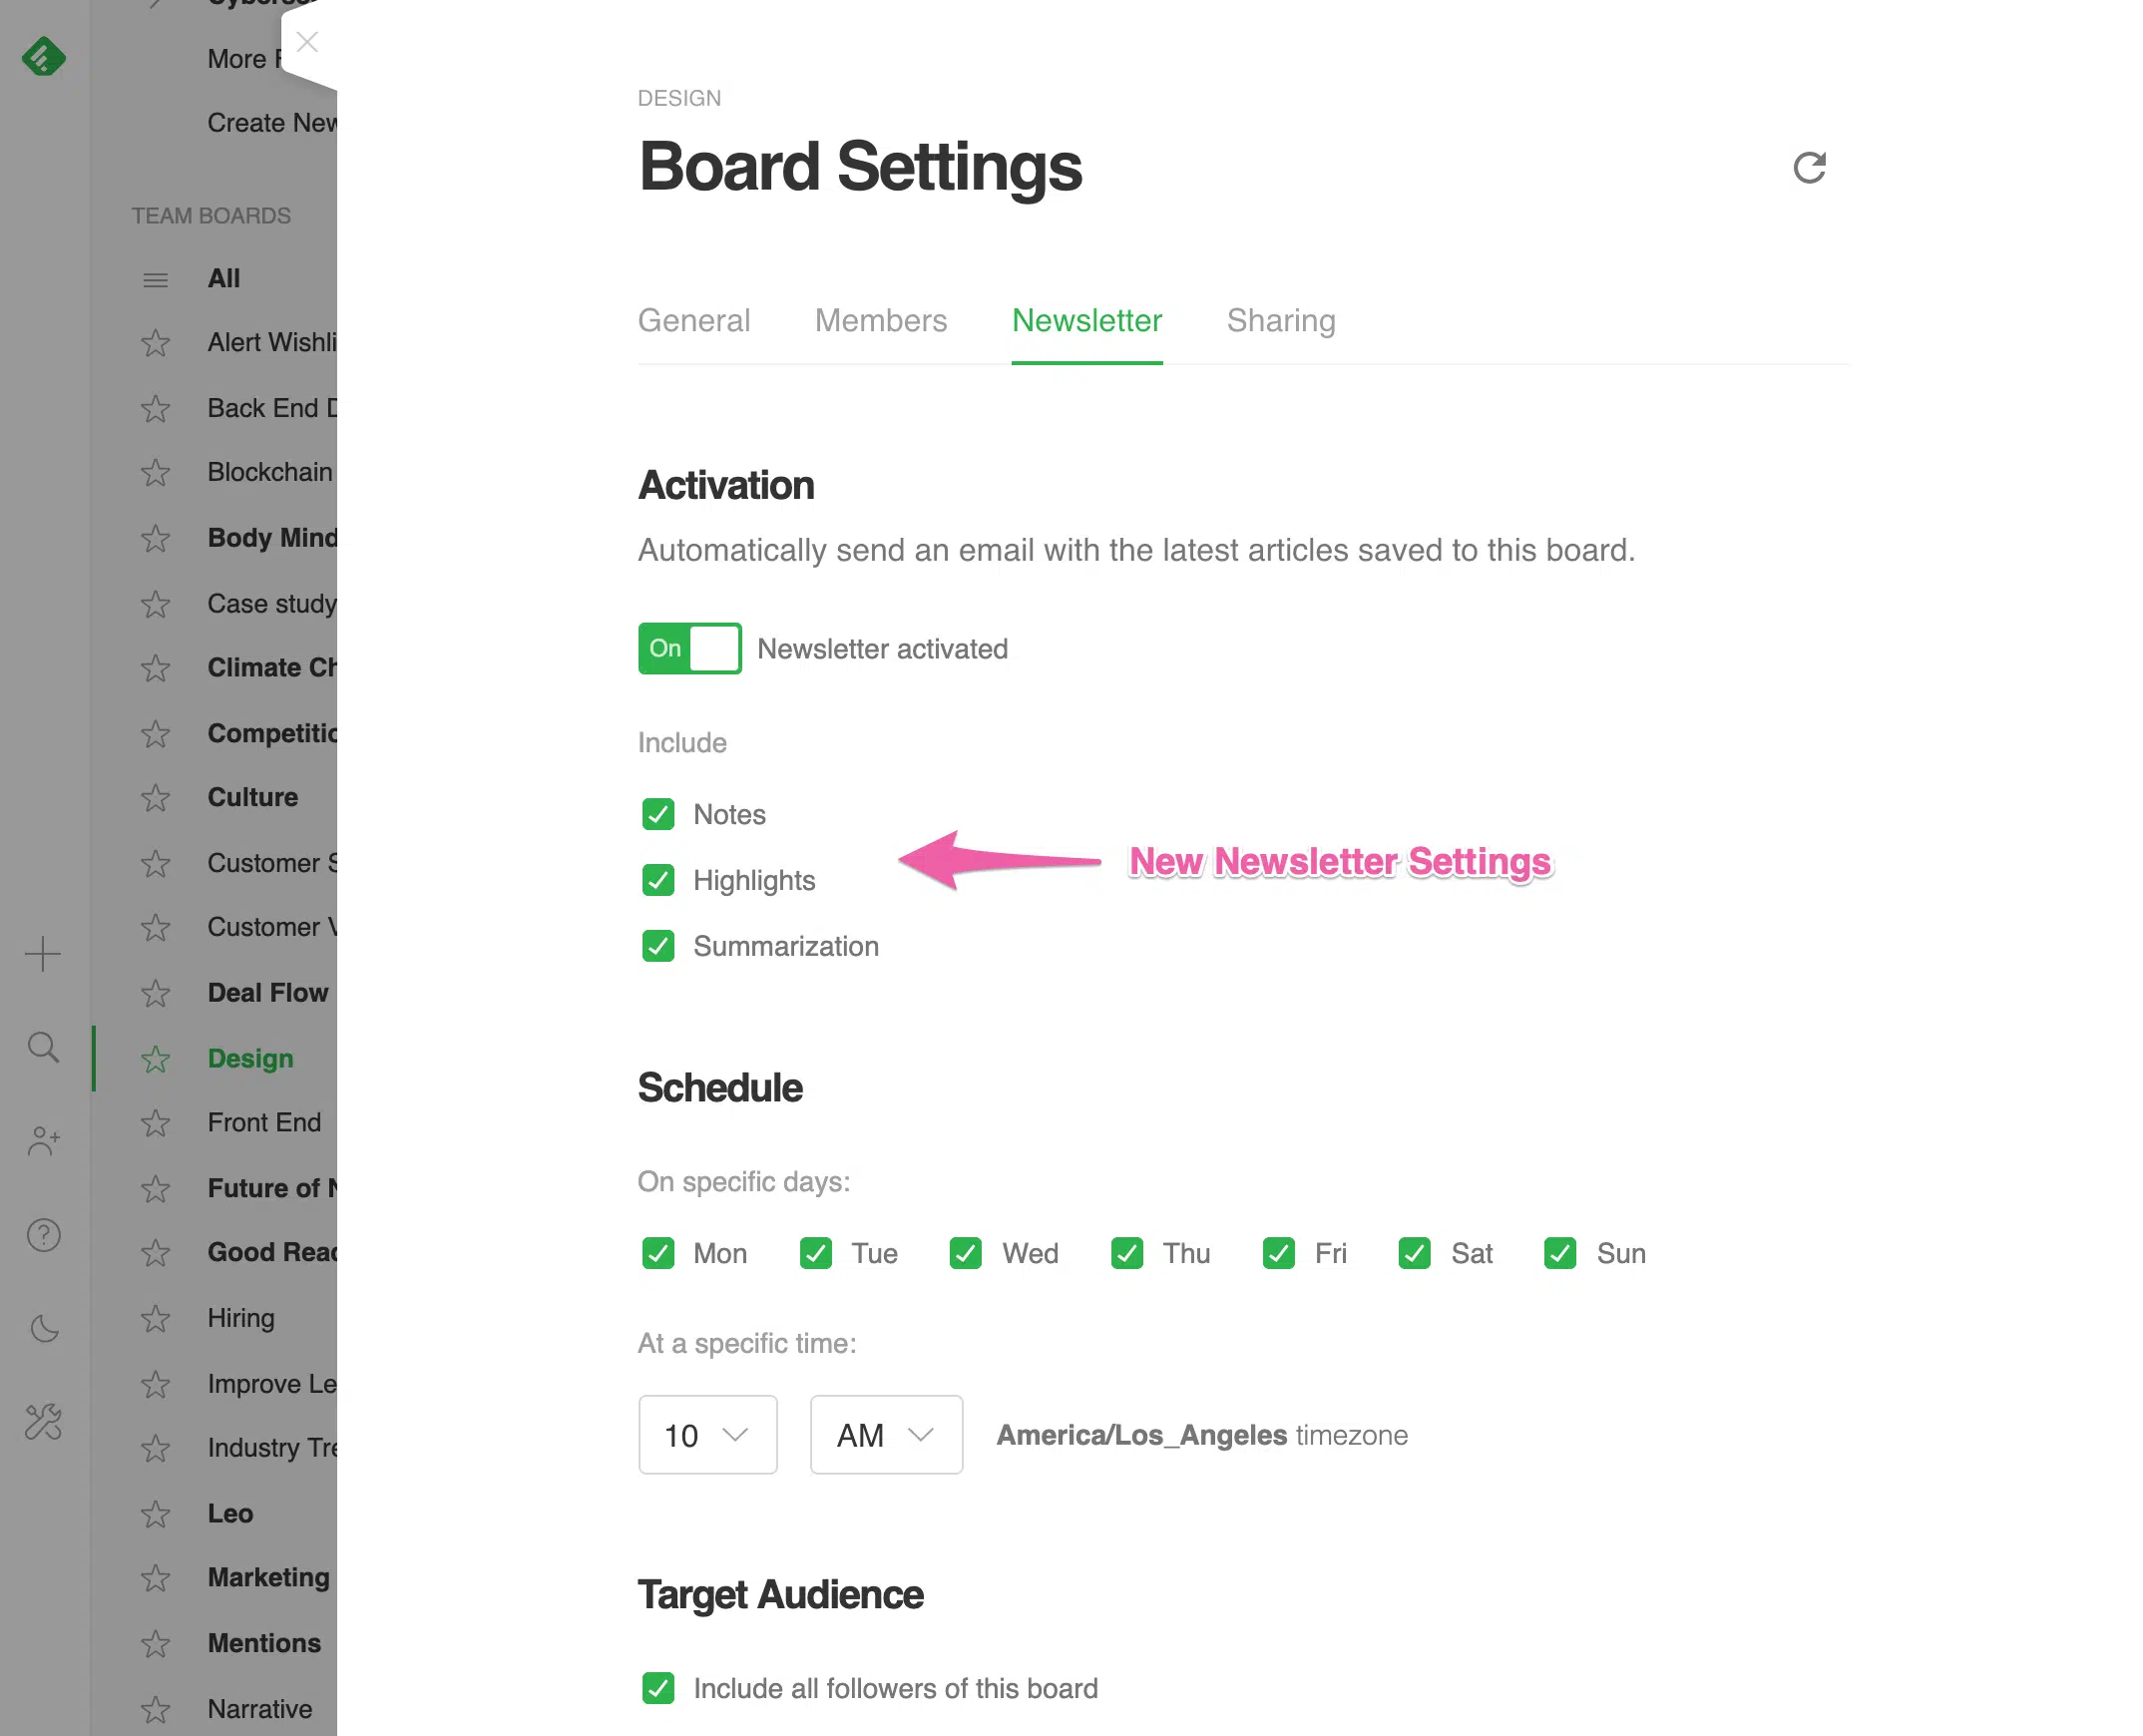 More
Create New
TEAM BOARDS
All
Alert Wishli
Back End
Blockchain
Body Mind
Case study
Climate Ch
Competitio
Culture
Customer
Customer
Deal Flow
Design
Front End
Future of
Good Read
Hiring
Improve Le
Industry Tre
Leo
Marketing
Mentions
Narrative
DESIGN
Board Settings
General Members Newsletter Sharing
Activation
Automatically send an email with the latest articles saved to this board.
On Newsletter activated
Include
Notes
Highlights
Summarization
New Newsletter Settings
Schedule
On specific days:
Mon Tue Wed Thu Fri Sat Sun
At a specific time:
10 AM America/Los_Angeles timezone
Target Audience
Include all followers of this board